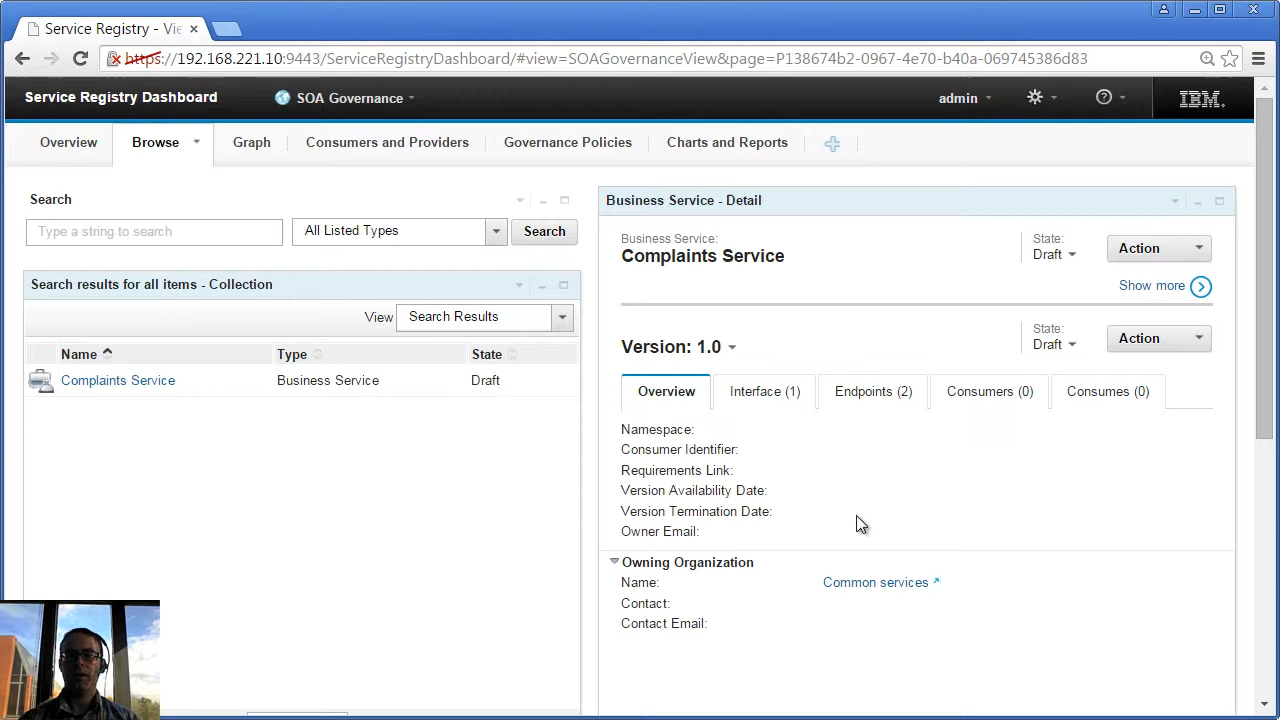 Service Registry - Vie
https://192.168.221.10:9443/ServiceRegistryDashboard/#view=SOAGovernanceView&page=P138674b2-0967-4e70-b40a-069745386d83
Service Registry Dashboard
SOA Governance
admin
IBM.
Overview
Browse
Graph
Consumers and Providers
Governance Policies
Charts and Reports
Search
Type a string to search
All Listed Types
Search
Search results for all items - Collection
View
Search Results
Name
Type
State
Complaints Service
Business Service
Draft
Business Service - Detail
Business Service:
Complaints Service
State:
Draft
Action
Show more
Version: 1.0
State:
Draft
Action
Overview
Interface (1)
Endpoints (2)
Consumers (0)
Consumes (0)
Namespace:
Consumer Identifier:
Requirements Link:
Version Availability Date:
Version Termination Date:
Owner Email:
Owning Organization
Name:
Common services
Contact:
Contact Email: